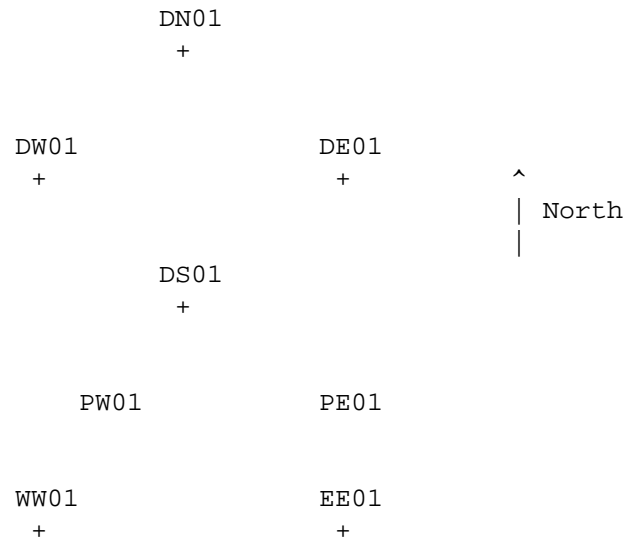 DN01
+
DW01 DE01
+ + ^
| North
|
DS01
+
PW01 PE01
WW01 EE01
+ +